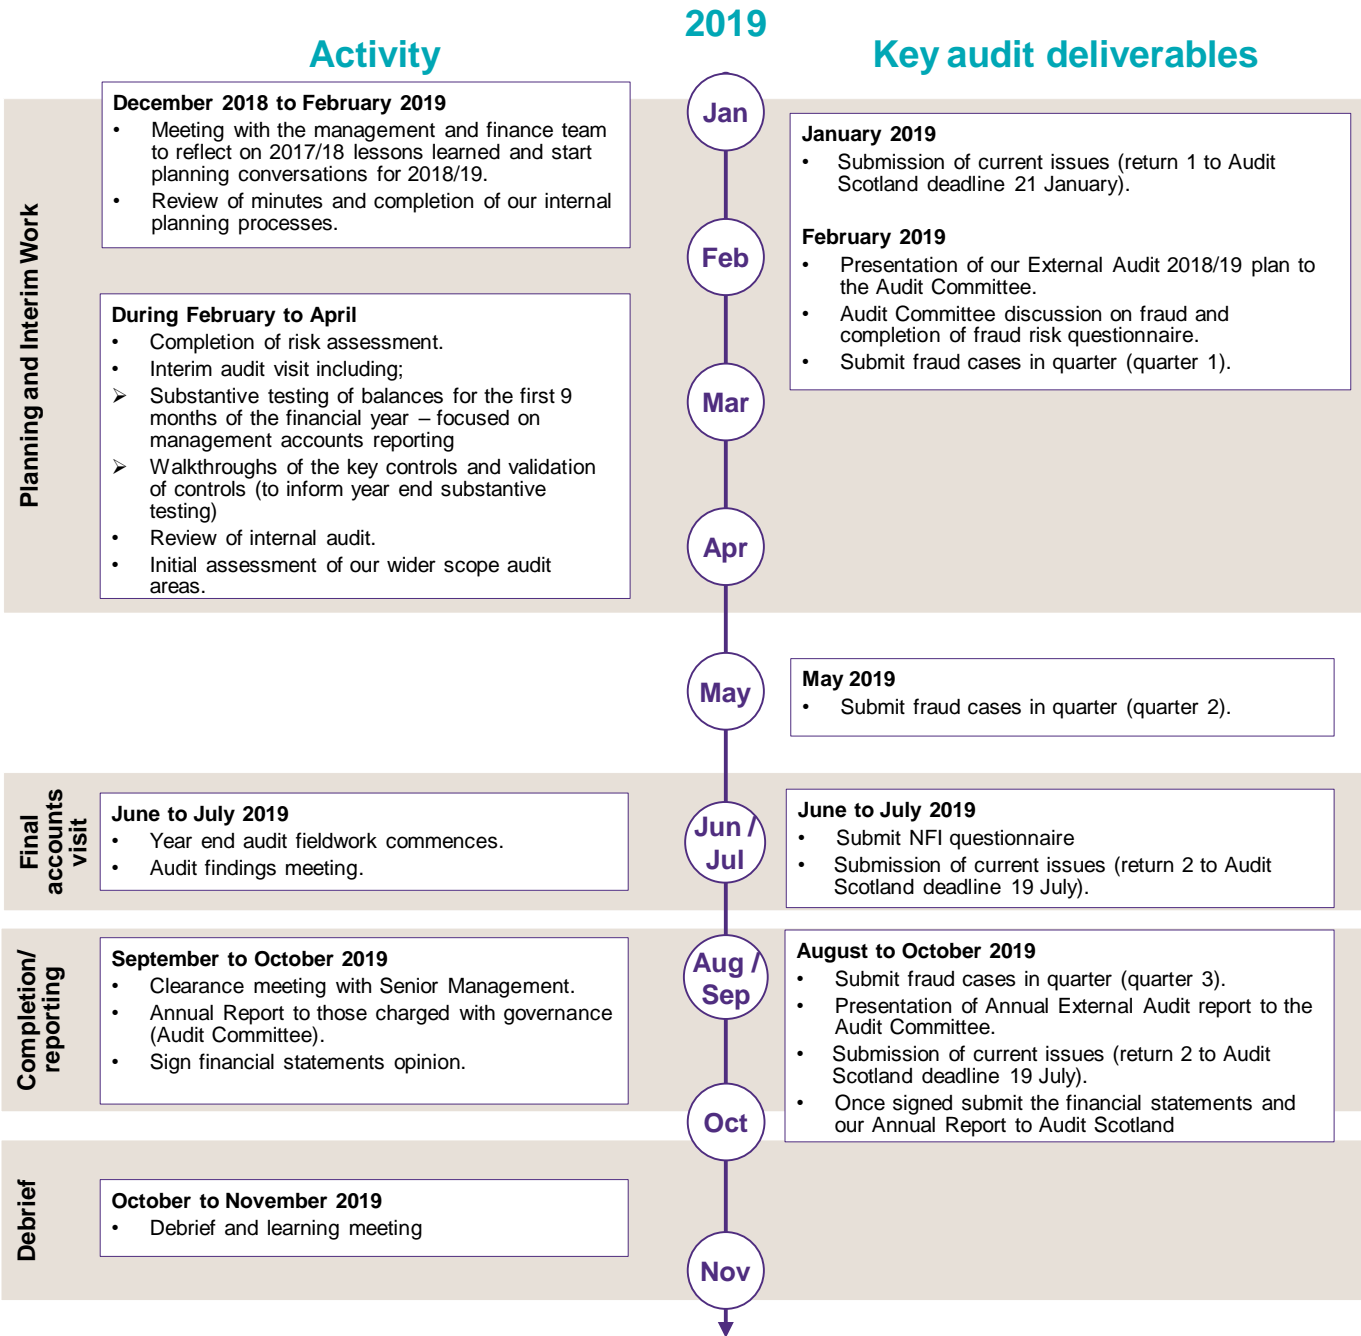 2019
Activity
Key audit deliverables
Planning and Interim Work
December 2018 to February 2019
• Meeting with the management and finance team
to reflect on 2017/18 lessons learned and start
planning conversations for 2018/19.
• Review of minutes and completion of our internal
planning processes.
During February to April
• Completion of risk assessment.
• Interim audit visit including;
➢ Substantive testing of balances for the first 9
months of the financial year – focused on
management accounts reporting
➢ Walkthroughs of the key controls and validation
of controls (to inform year end substantive
testing)
• Review of internal audit.
• Initial assessment of our wider scope audit
areas.
Jan
Feb
Mar
Apr
January 2019
• Submission of current issues (return 1 to Audit
Scotland deadline 21 January).
February 2019
• Presentation of our External Audit 2018/19 plan to
the Audit Committee.
• Audit Committee discussion on fraud and
completion of fraud risk questionnaire.
• Submit fraud cases in quarter (quarter 1).
May
May 2019
• Submit fraud cases in quarter (quarter 2).
Final
accounts
visit
June to July 2019
• Year end audit fieldwork commences.
• Audit findings meeting.
Jun /
Jul
June to July 2019
• Submit NFI questionnaire
• Submission of current issues (return 2 to Audit
Scotland deadline 19 July).
Completion/
reporting
September to October 2019
• Clearance meeting with Senior Management.
• Annual Report to those charged with governance
(Audit Committee).
• Sign financial statements opinion.
Aug /
Sep
Oct
August to October 2019
• Submit fraud cases in quarter (quarter 3).
• Presentation of Annual External Audit report to the
Audit Committee.
• Submission of current issues (return 2 to Audit
Scotland deadline 19 July).
• Once signed submit the financial statements and
our Annual Report to Audit Scotland
Debrief
October to November 2019
• Debrief and learning meeting
Nov